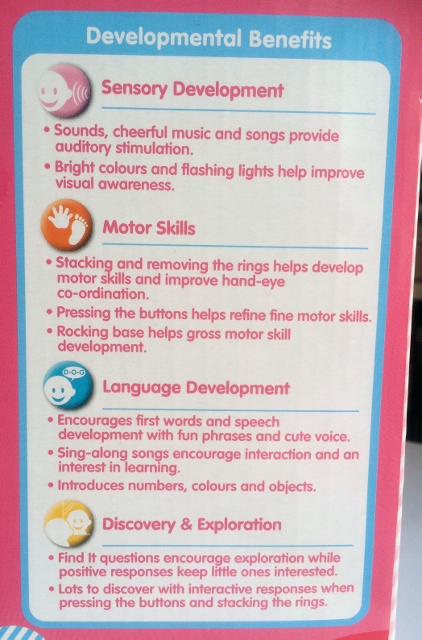 Developmental Benefits
Sensory Development
• Sounds, cheerful music and songs provide
auditory stimulation.
• Bright colours and flashing lights help improve
visual awareness.
Motor Skills
• Stacking and removing the rings helps develop
motor skills and improve hand-eye
co-ordination.
• Pressing the buttons helps refine fine motor skills.
• Rocking base helps gross motor skill
development.
Language Development
• Encourages first words and speech
development with fun phrases and cute voice.
• Sing-along songs encourage interaction and an
interest in learning.
• Introduces numbers, colours and objects.
Discovery & Exploration
• Find It questions encourage exploration while
positive responses keep little ones interested.
• Lots to discover with interactive responses when
pressing the buttons and stacking the rings.